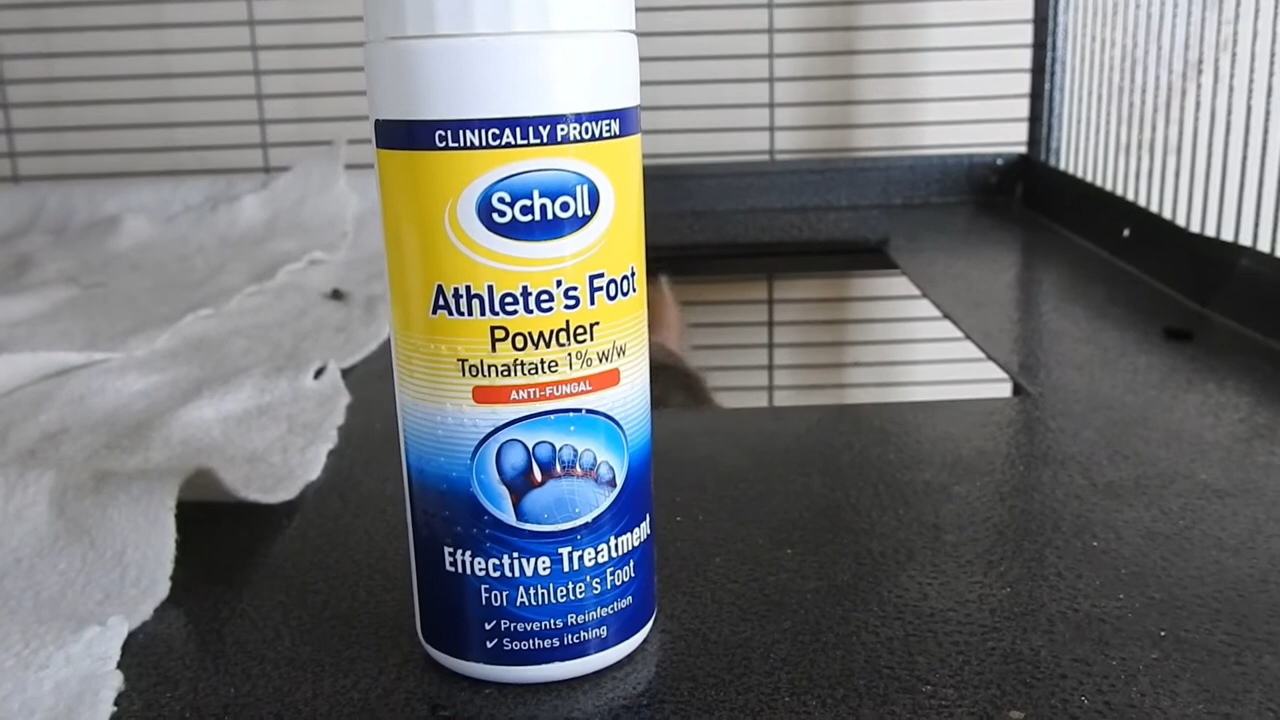 CLINICALLY PROVEN
Scholl
Athlete's Foot
Powder
Tolnaftate 1% w/w
ANTI-FUNGAL
Effective Treatment
For Athlete's Foot
✔ Prevents Reinfection
✔ Soothes itching